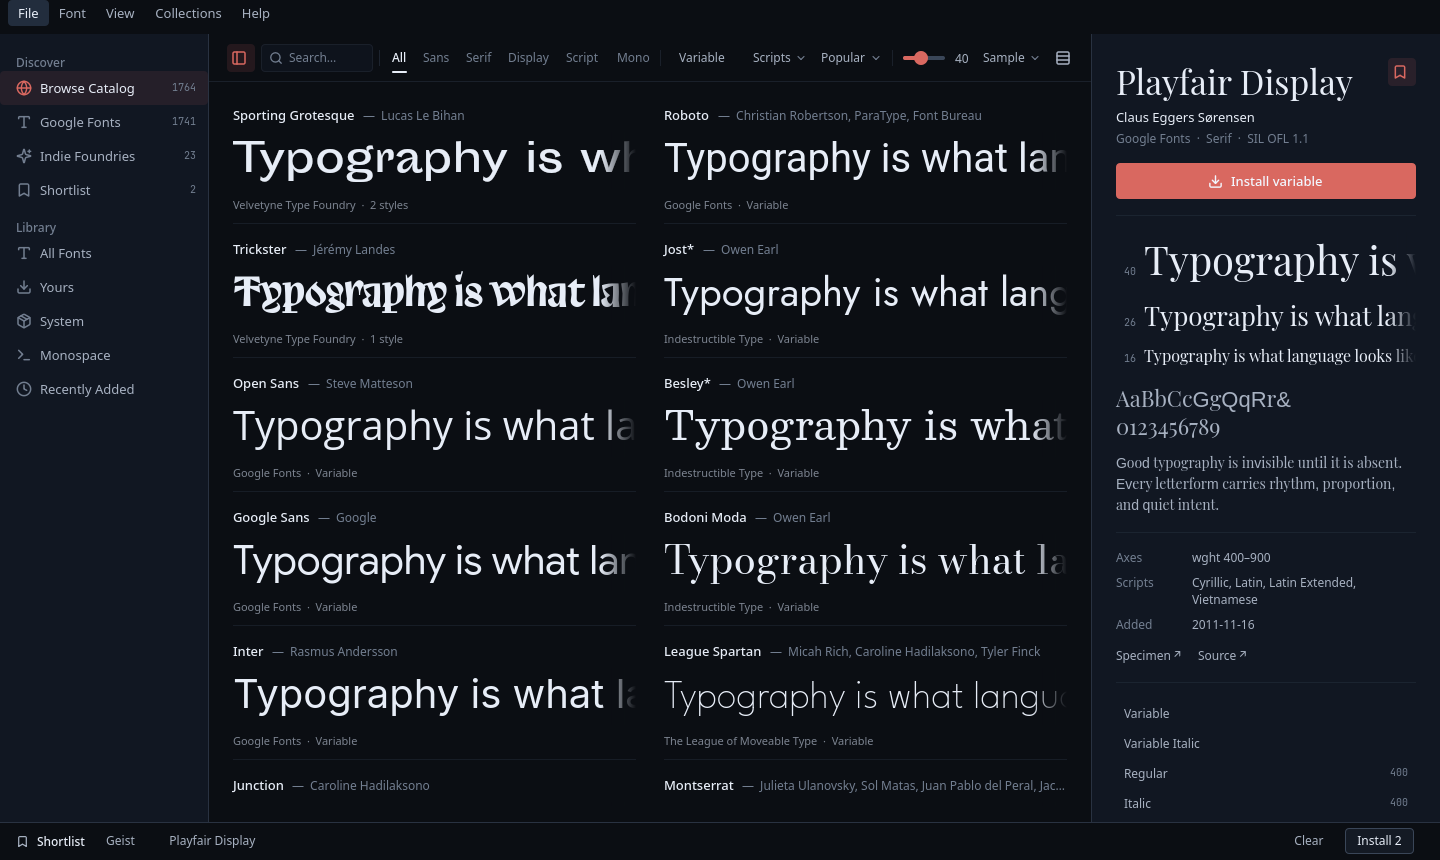 File Font View Collections Help
Discover
Browse Catalog 1764
Google Fonts 1741
Indie Foundries 23
Shortlist 2
Library
All Fonts
Yours
System
Monospace
Recently Added
Search... All Sans Serif Display Script Mono Variable Scripts Popular 40 Sample
Sporting Grotesque — Lucas Le Bihan
Typography is wh
Velvetyne Type Foundry · 2 styles
Roboto — Christian Robertson, ParaType, Font Bureau
Typography is what lan
Google Fonts · Variable
Trickster — Jérémy Landes
Typography is what lan
Velvetyne Type Foundry · 1 style
Jost* — Owen Earl
Typography is what lang
Indestructible Type · Variable
Open Sans — Steve Matteson
Typography is what la
Google Fonts · Variable
Besley* — Owen Earl
Typography is what
Indestructible Type · Variable
Google Sans — Google
Typography is what lan
Google Fonts · Variable
Bodoni Moda — Owen Earl
Typography is what la
Indestructible Type · Variable
Inter — Rasmus Andersson
Typography is what la
Google Fonts · Variable
League Spartan — Micah Rich, Caroline Hadilaksono, Tyler Finck
Typography is what langua
The League of Moveable Type · Variable
Junction — Caroline Hadilaksono
Montserrat — Julieta Ulanovsky, Sol Matas, Juan Pablo del Peral, Jac...
Playfair Display
Claus Eggers Sørensen
Google Fonts · Serif · SIL OFL 1.1
Install variable
40 Typography is w
26 Typography is what lang
16 Typography is what language looks like
AaBbCcGgQqRr&
0123456789
Good typography is invisible until it is absent.
Every letterform carries rhythm, proportion,
and quiet intent.
Axes wght 400–900
Scripts Cyrillic, Latin, Latin Extended,
Vietnamese
Added 2011-11-16
Specimen↗ Source↗
Variable
Variable Italic
Regular 400
Italic 400
Shortlist Geist Playfair Display Clear Install 2